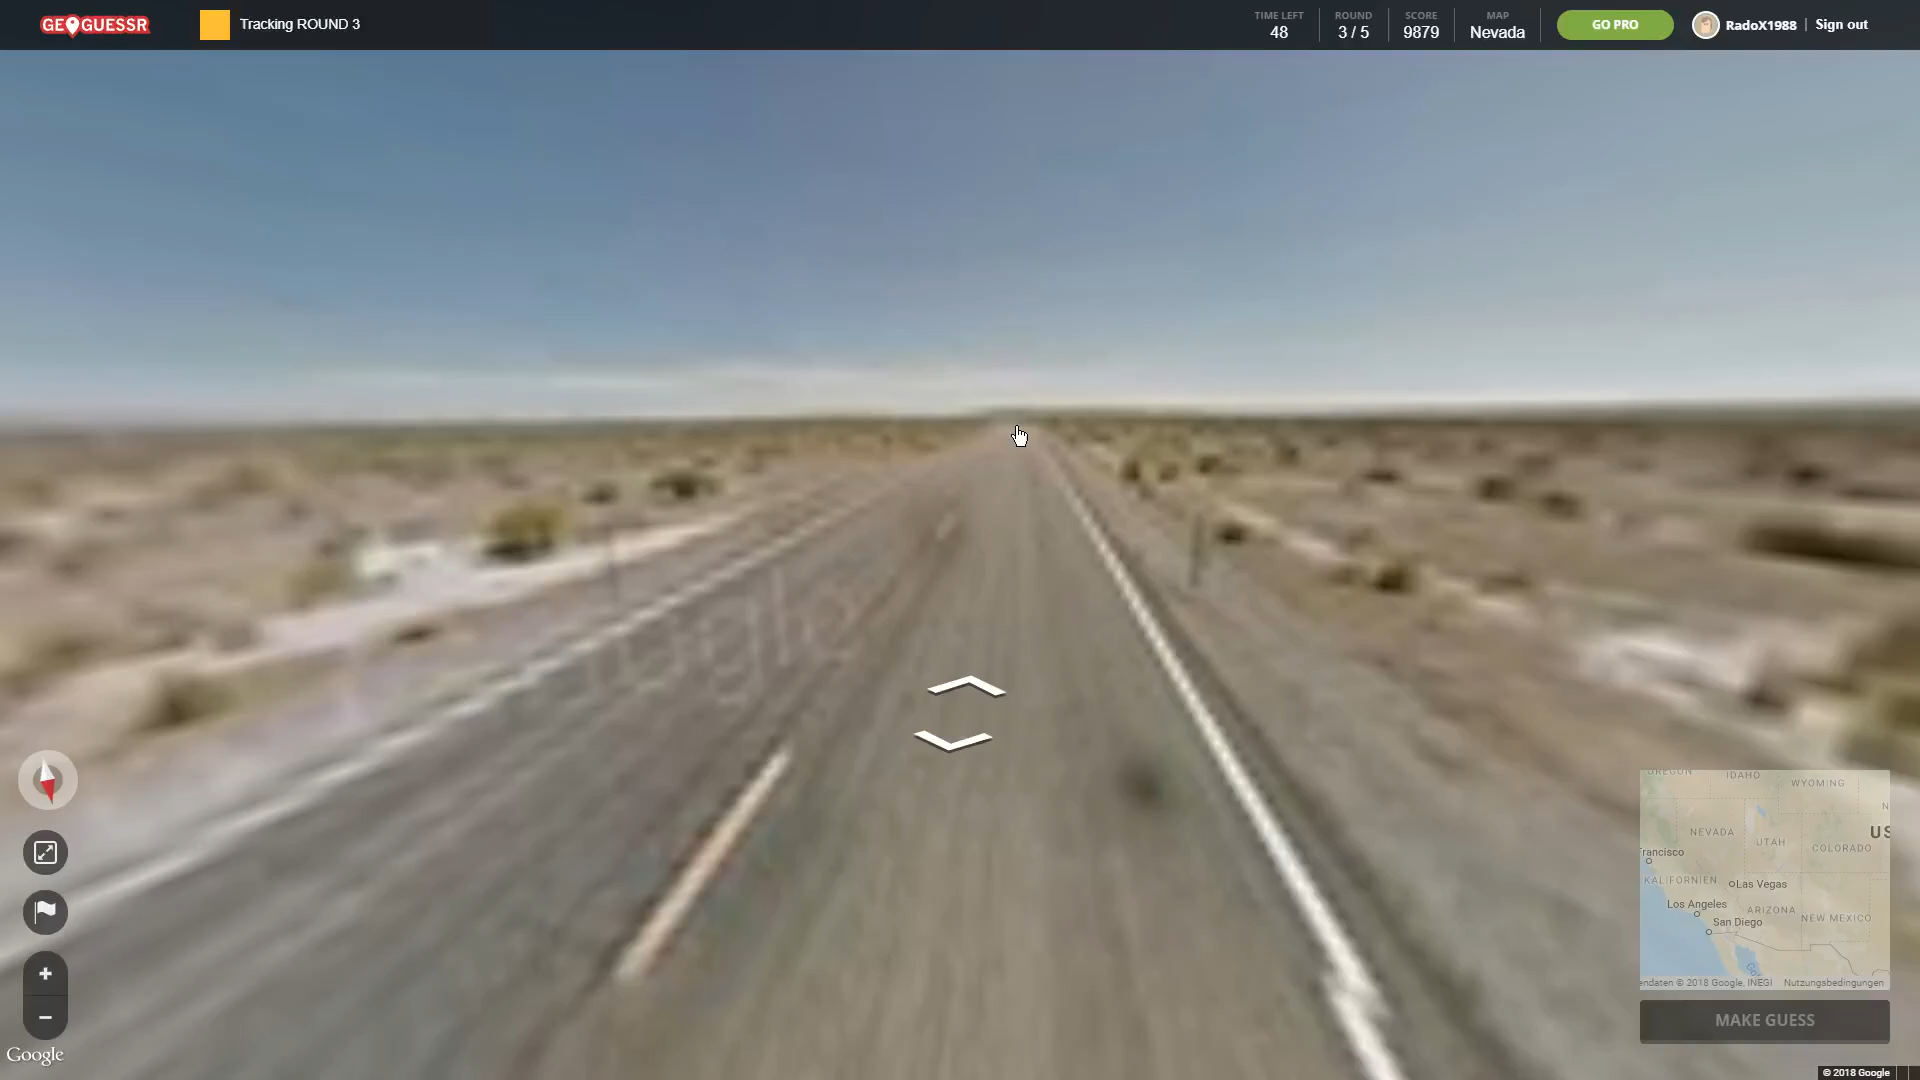 GEOGUESSR
Tracking ROUND 3
TIME LEFT
48
ROUND
3 / 5
SCORE
9879
MAP
Nevada
GO PRO
RadoX1988
Sign out
OREGON
IDAHO
WYOMING
N
NEVADA
UTAH
COLORADO
US
rancisco
KALIFORNIEN
Las Vegas
Los Angeles
ARIZONA
NEW MEXICO
San Diego
endaten © 2018 Google, INEGI
Nutzungsbedingungen
MAKE GUESS
Google
© 2018 Google